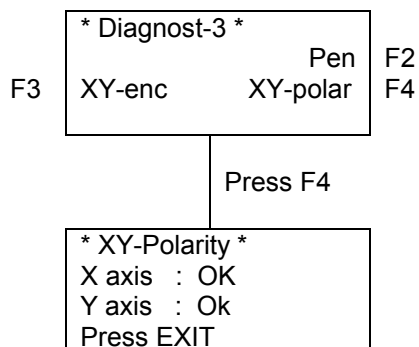 * Diagnost-3 *
Pen F2
F3 XY-enc XY-polar F4
Press F4
* XY-Polarity *
X axis : OK
Y axis : Ok
Press EXIT